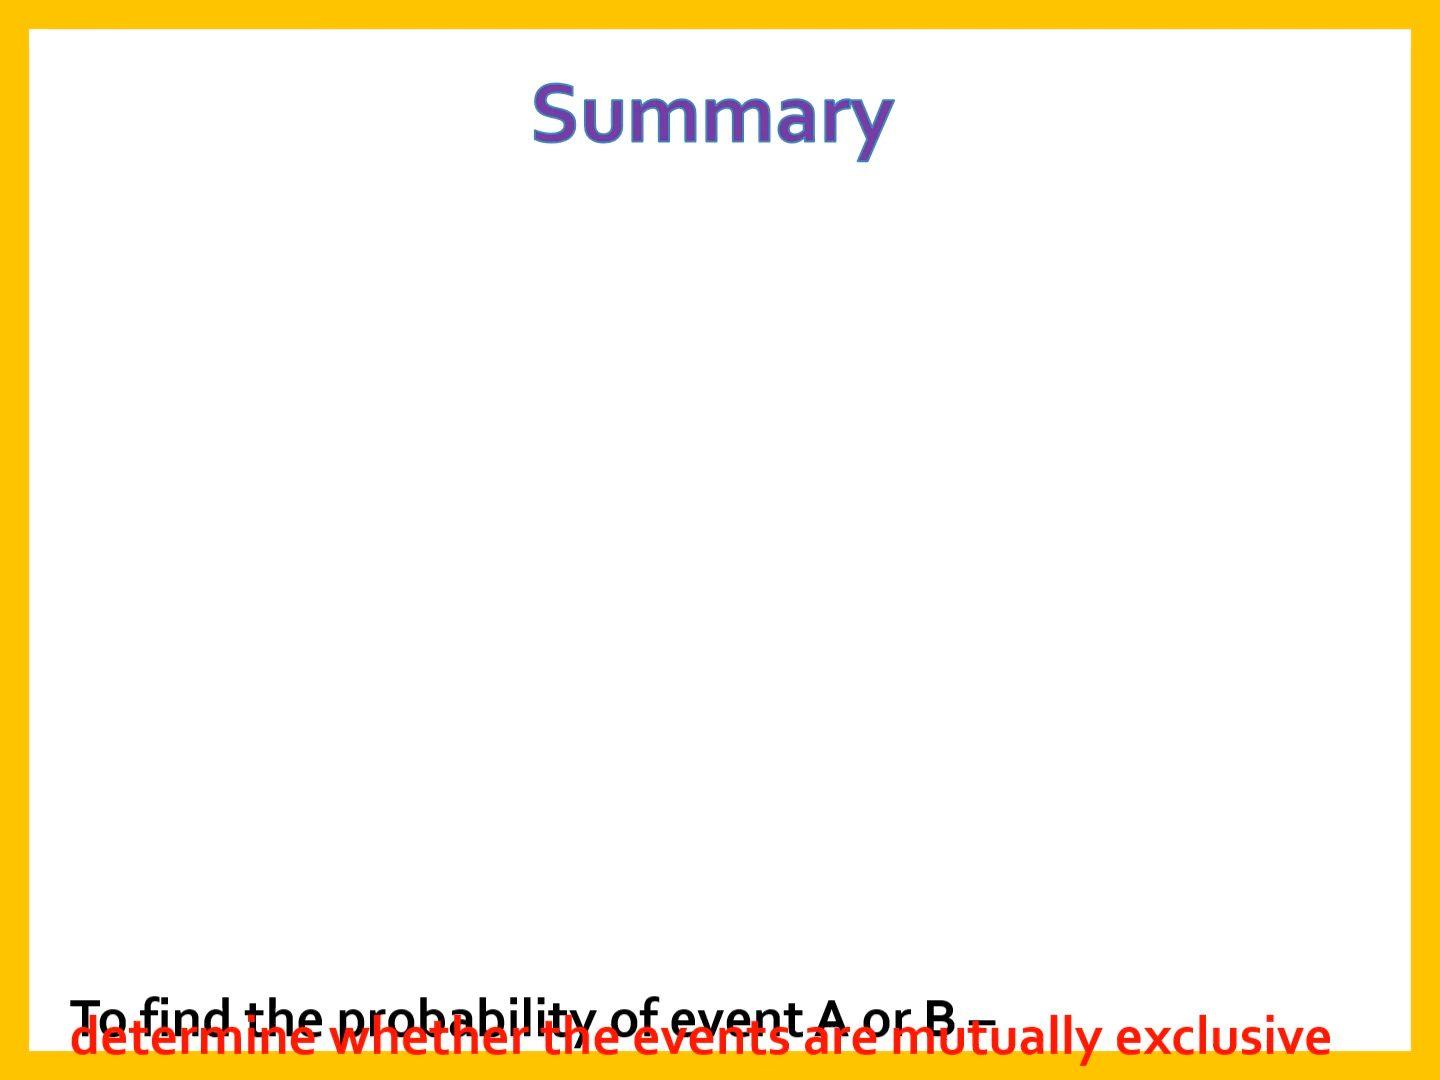 Summary
To find the probability of event A or B –
determine whether the events are mutually exclusive